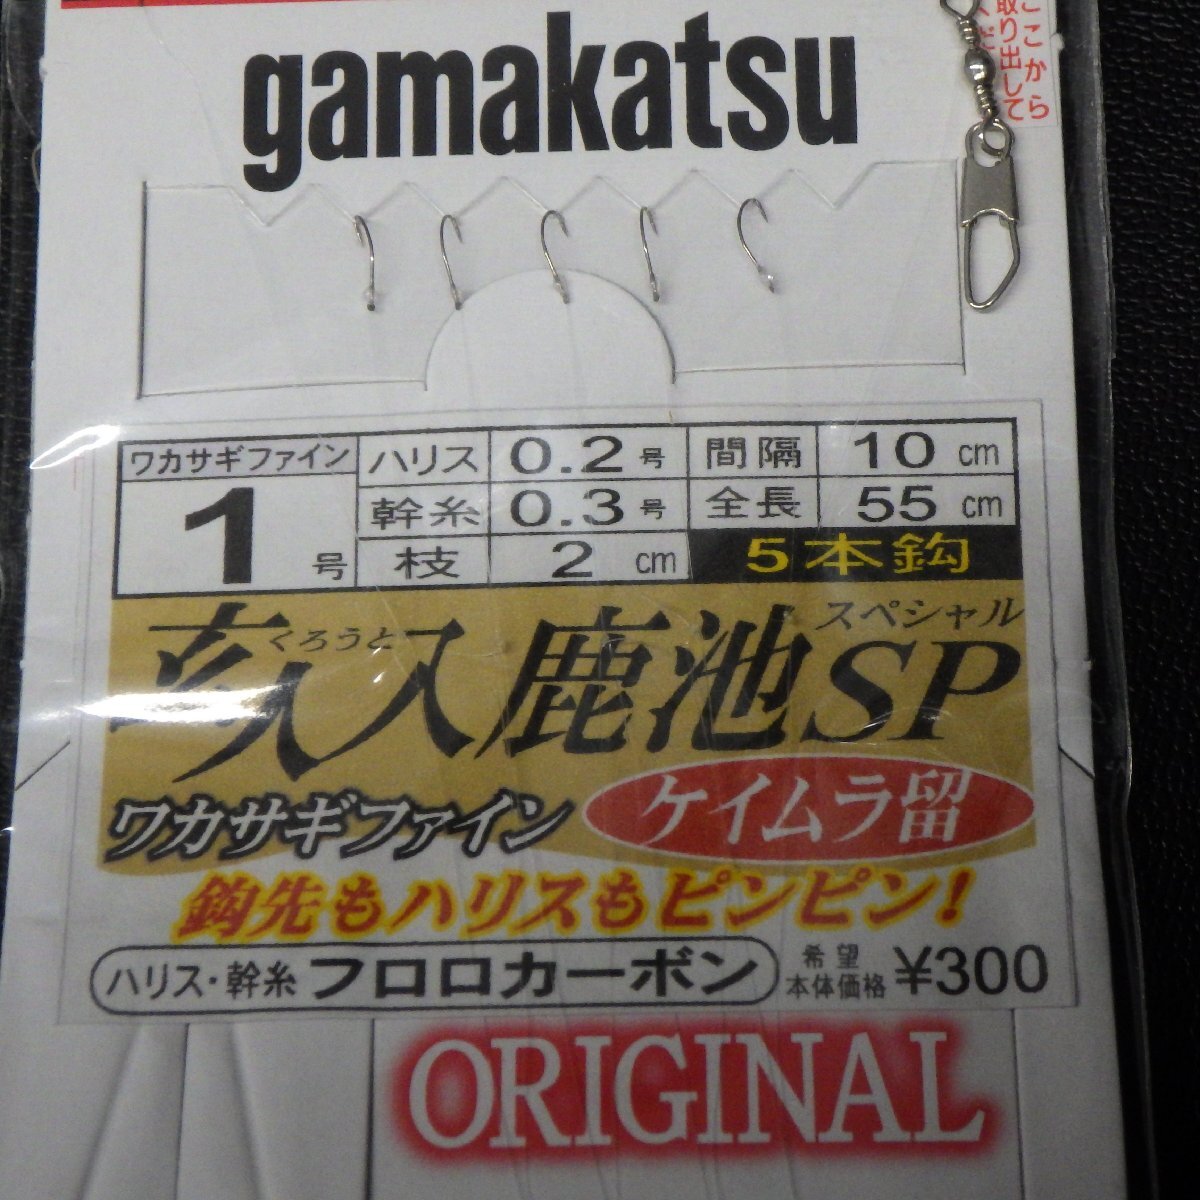 ここから
取り出して
gamakatsu
ワカサギファイン 1号
ハリス 0.2号 間隔 10cm
幹糸 0.3号 全長 55cm
枝 2cm 5本鈎
くろうと スペシャル
玄人入鹿池SP
ワカサギファイン ケイムラ留
鈎先もハリスもピンピン!
ハリス・幹糸 フロロカーボン 希望本体価格 ¥300
ORIGINAL